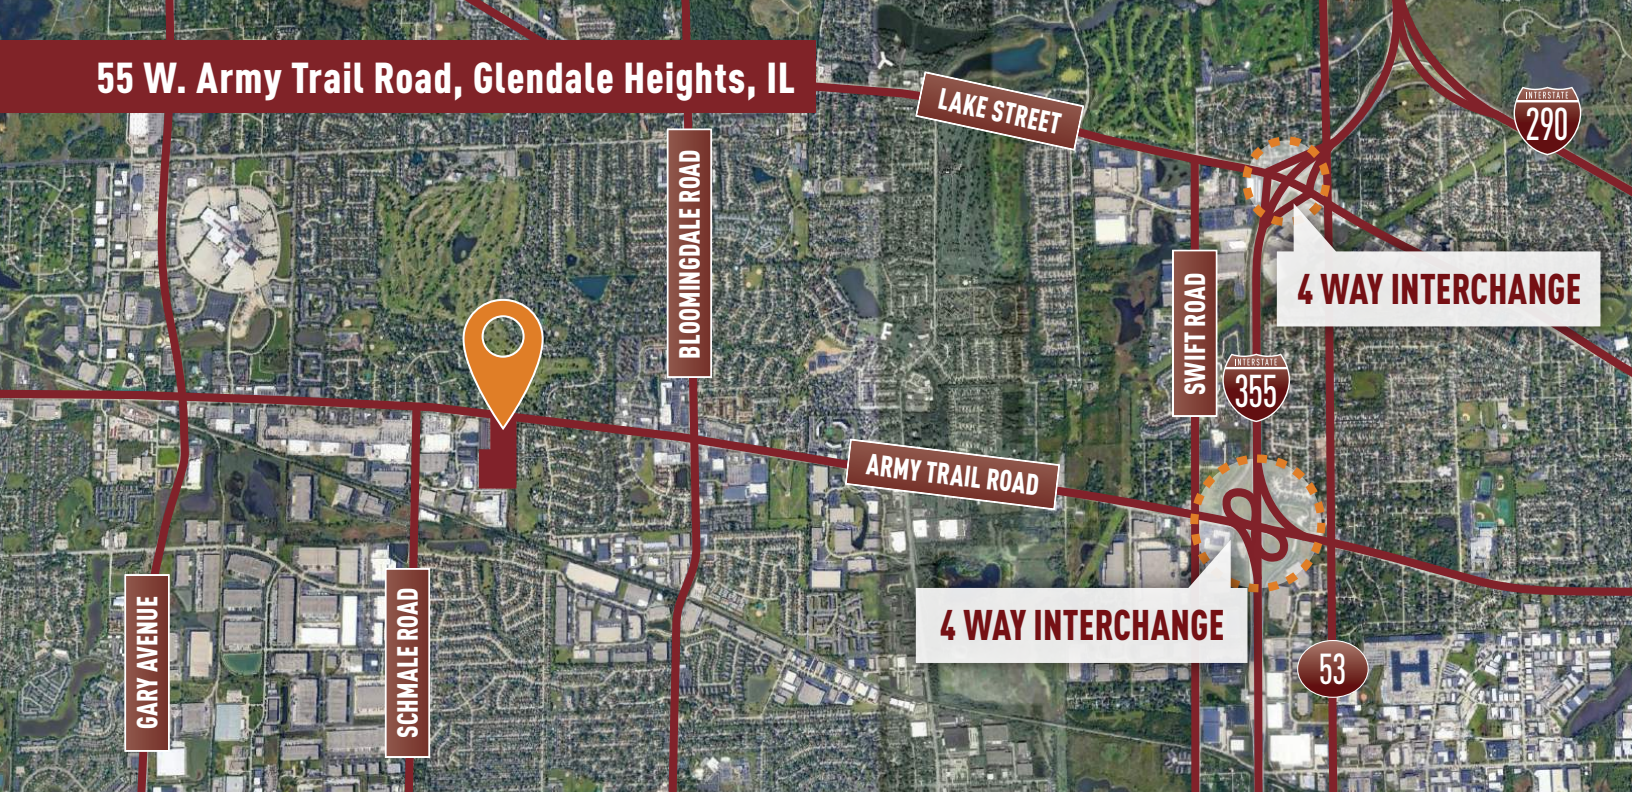 55 W. Army Trail Road, Glendale Heights, IL
LAKE STREET
INTERSTATE
290
BLOOMINGDALE ROAD
4 WAY INTERCHANGE
SWIFT ROAD
F
INTERSTATE
355
ARMY TRAIL ROAD
4 WAY INTERCHANGE
GARY AVENUE
SCHMALE ROAD
53